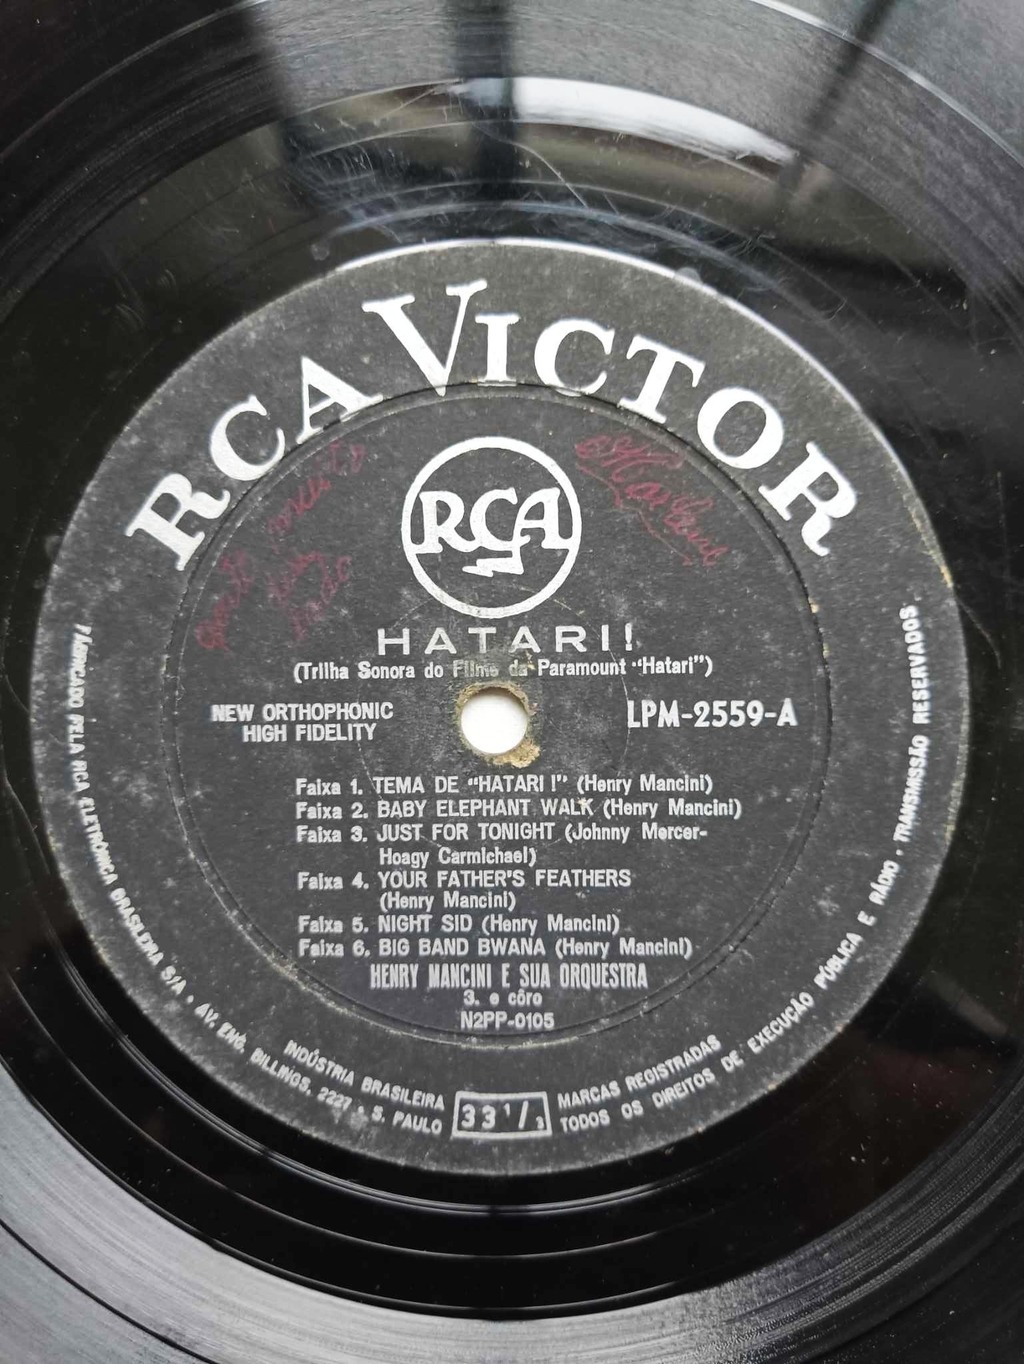 RCA VICTOR
RCA
Marlene
HATARI!
(Trilha Sonora do Filme da Paramount "Hatari")
NEW ORTHOPHONIC
HIGH FIDELITY
LPM-2559-A
Faixa 1. TEMA DE "HATARI!" (Henry Mancini)
Faixa 2. BABY ELEPHANT WALK (Henry Mancini)
Faixa 3. JUST FOR TONIGHT (Johnny Mercer-
Hoagy Carmichael)
Faixa 4. YOUR FATHER'S FEATHERS
(Henry Mancini)
Faixa 5. NIGHT SID (Henry Mancini)
Faixa 6. BIG BAND BWANA (Henry Mancini)
HENRY MANCINI E SUA ORQUESTRA
3. e côro
N2PP-0105
FABRICADO PELA RCA ELETRÔNICA BRASILEIRA S/A • AV. ENG. BILLINGS, 2227 • S. PAULO
INDÚSTRIA BRASILEIRA
33 1/3
MARCAS REGISTRADAS
TODOS OS DIREITOS DE EXECUÇÃO PÚBLICA E RÁDIO • TRANSMISSÃO RESERVADOS